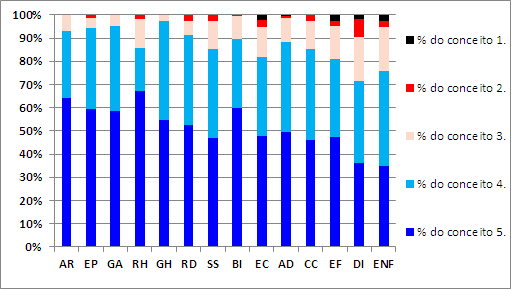 100%
90%
80%
70%
60%
50%
40%
30%
20%
10%
0%
AR EP GA RH GH RD SS BI EC AD CC EF DI ENF
% do conceito 1.
% do conceito 2.
% do conceito 3.
% do conceito 4.
% do conceito 5.